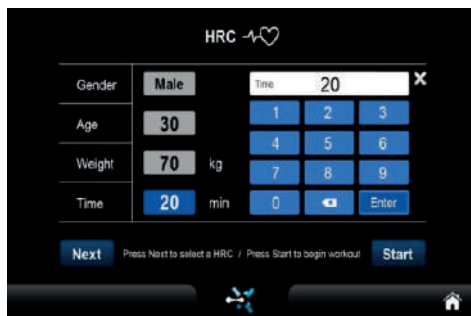 HRC
Gender Male Time 20 X
1 2 3
Age 30
4 5 6
Weight 70 kg
7 8 9
Time 20 min 0 Enter
Next Press Next to select a HRC / Press Start to begin workout Start